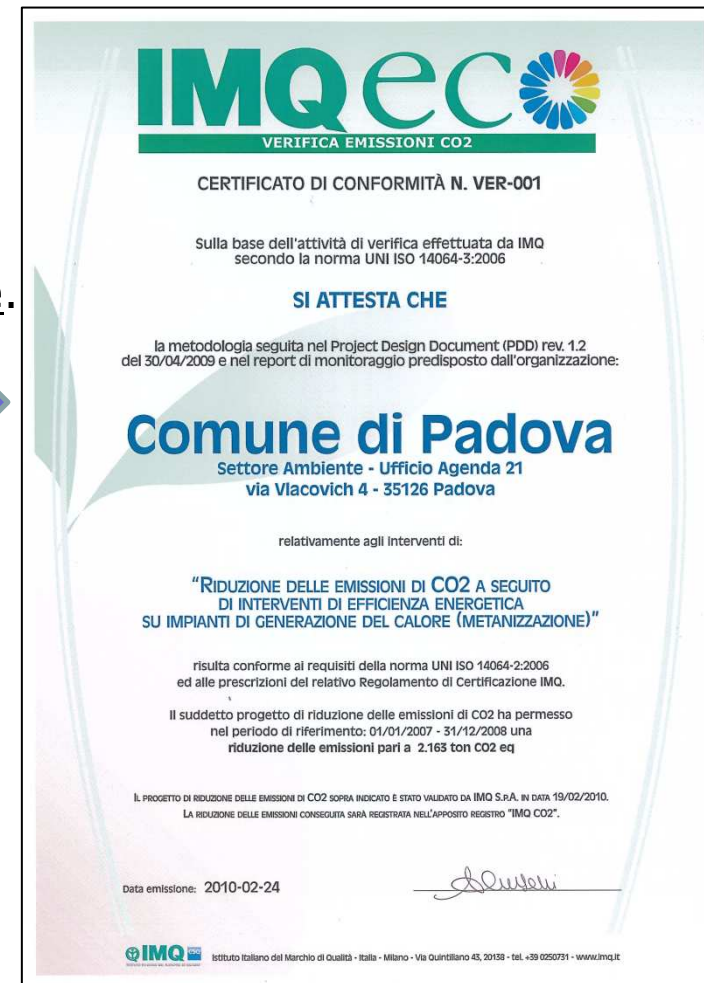 IMQeco
VERIFICA EMISSIONI CO2
CERTIFICATO DI CONFORMITÀ N. VER-001
Sulla base dell'attività di verifica effettuata da IMQ
secondo la norma UNI ISO 14064-3:2006
SI ATTESTA CHE
la metodologia seguita nel Project Design Document (PDD) rev. 1.2
del 30/04/2009 e nel report di monitoraggio predisposto dall'organizzazione:
e.
Comune di Padova
Settore Ambiente - Ufficio Agenda 21
via Vlacovich 4 - 35126 Padova
relativamente agli interventi di:
"RIDUZIONE DELLE EMISSIONI DI CO2 A SEGUITO
DI INTERVENTI DI EFFICIENZA ENERGETICA
SU IMPIANTI DI GENERAZIONE DEL CALORE (METANIZZAZIONE)"
risulta conforme ai requisiti della norma UNI ISO 14064-2:2006
ed alle prescrizioni del relativo Regolamento di Certificazione IMQ.
Il suddetto progetto di riduzione delle emissioni di CO2 ha permesso
nel periodo di riferimento: 01/01/2007 - 31/12/2008 una
riduzione delle emissioni pari a 2.163 ton CO2 eq
IL PROGETTO DI RIDUZIONE DELLE EMISSIONI DI CO2 SOPRA INDICATO È STATO VALIDATO DA IMQ S.P.A. IN DATA 19/02/2010.
LA RIDUZIONE DELLE EMISSIONI CONSEGUITA SARÀ REGISTRATA NELL'APPOSITO REGISTRO "IMQ CO2".
Data emissione: 2010-02-24
IMQ
Istituto Italiano del Marchio di Qualità - Italia - Milano - Via Quintiliano 43, 20138 - tel. +39 0250731 - www.imq.it